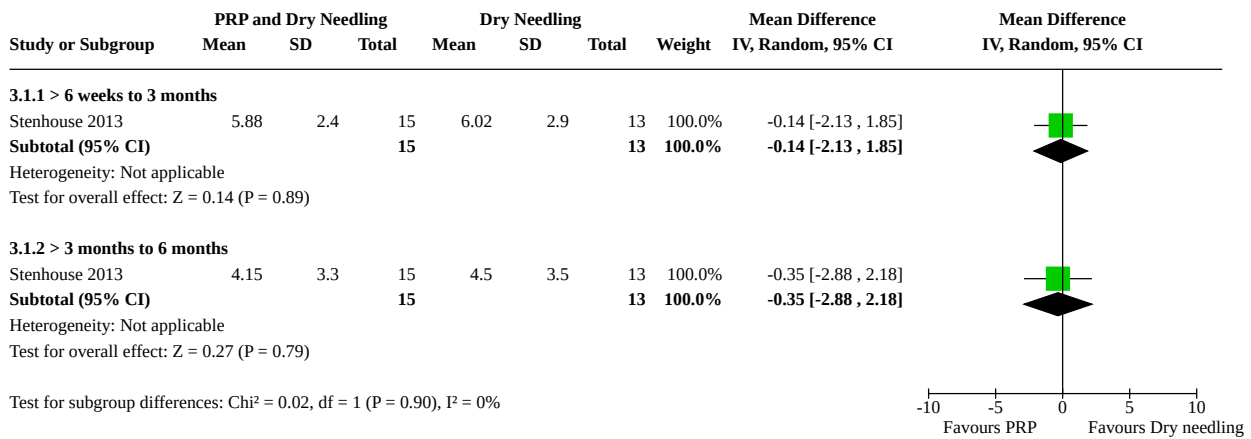 PRP and Dry Needling Dry Needling Mean Difference Mean Difference
Study or Subgroup Mean SD Total Mean SD Total Weight IV, Random, 95% CI IV, Random, 95% CI
3.1.1 > 6 weeks to 3 months
Stenhouse 2013 5.88 2.4 15 6.02 2.9 13 100.0% -0.14 [-2.13 , 1.85]
Subtotal (95% CI) 15 13 100.0% -0.14 [-2.13 , 1.85]
Heterogeneity: Not applicable
Test for overall effect: Z = 0.14 (P = 0.89)
3.1.2 > 3 months to 6 months
Stenhouse 2013 4.15 3.3 15 4.5 3.5 13 100.0% -0.35 [-2.88 , 2.18]
Subtotal (95% CI) 15 13 100.0% -0.35 [-2.88 , 2.18]
Heterogeneity: Not applicable
Test for overall effect: Z = 0.27 (P = 0.79)
Test for subgroup differences: Chi² = 0.02, df = 1 (P = 0.90), I² = 0%
-10 -5 0 5 10
Favours PRP Favours Dry needling